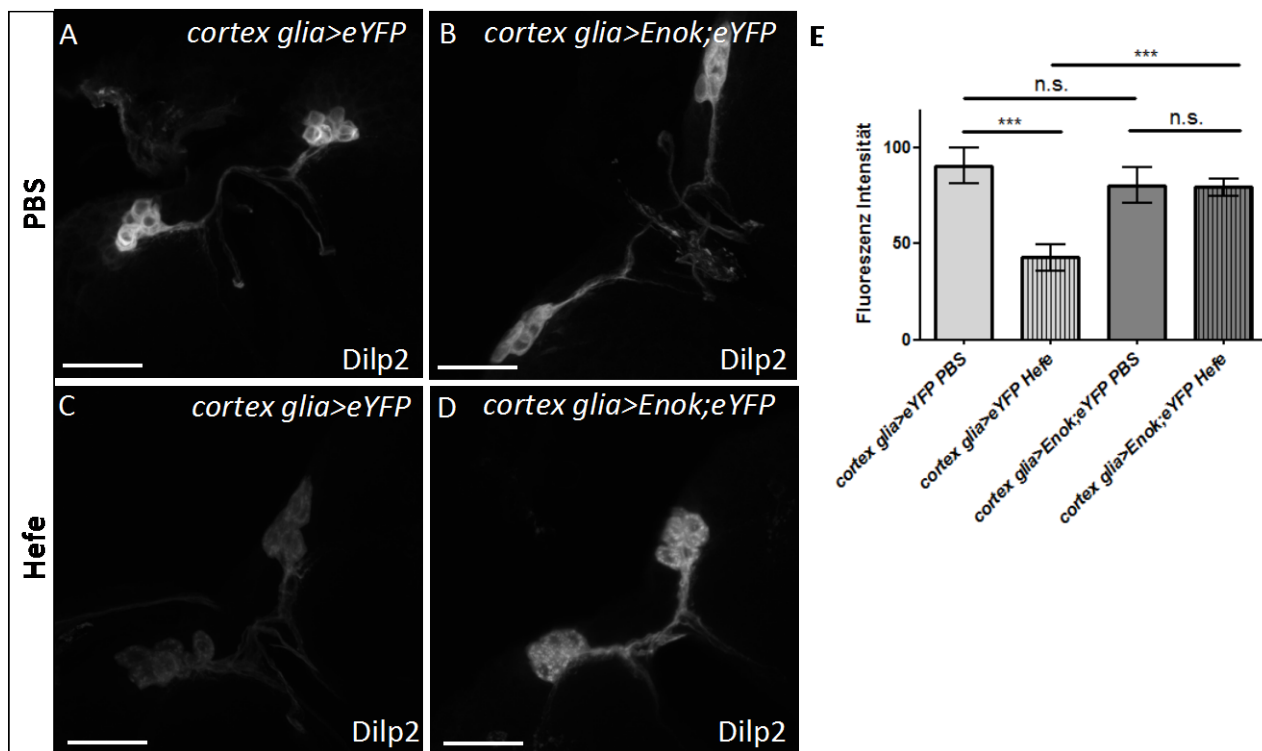 PBS
A
cortex glia>eYFP
Dilp2
B
cortex glia>Enok;eYFP
Dilp2
Hefe
C
cortex glia>eYFP
Dilp2
D
cortex glia>Enok;eYFP
Dilp2
E
***
n.s.
***
n.s.
Fluoreszenz Intensität
100
50
0
cortex glia>eYFP PBS
cortex glia>eYFP Hefe
cortex glia>Enok;eYFP PBS
cortex glia>Enok;eYFP Hefe